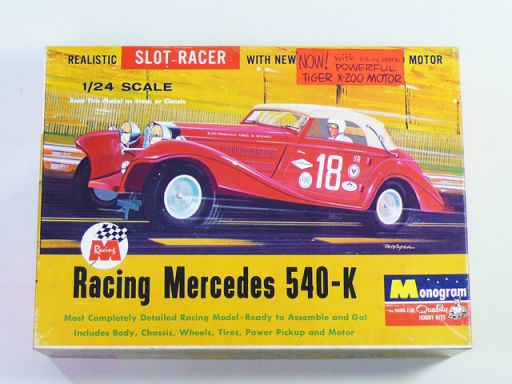 REALISTIC SLOT-RACER WITH NEW MOTOR
NOW! with new, more
POWERFUL
TIGER X-200 MOTOR
1/24 SCALE
Race This Model as Stock or Classic
18
Racing
M
Morgan
Racing Mercedes 540-K
Most Completely Detailed Racing Model - Ready to Assemble and Go!
Includes Body, Chassis, Wheels, Tires, Power Pickup and Motor
Monogram
the NAME FOR Quality
HOBBY KITS